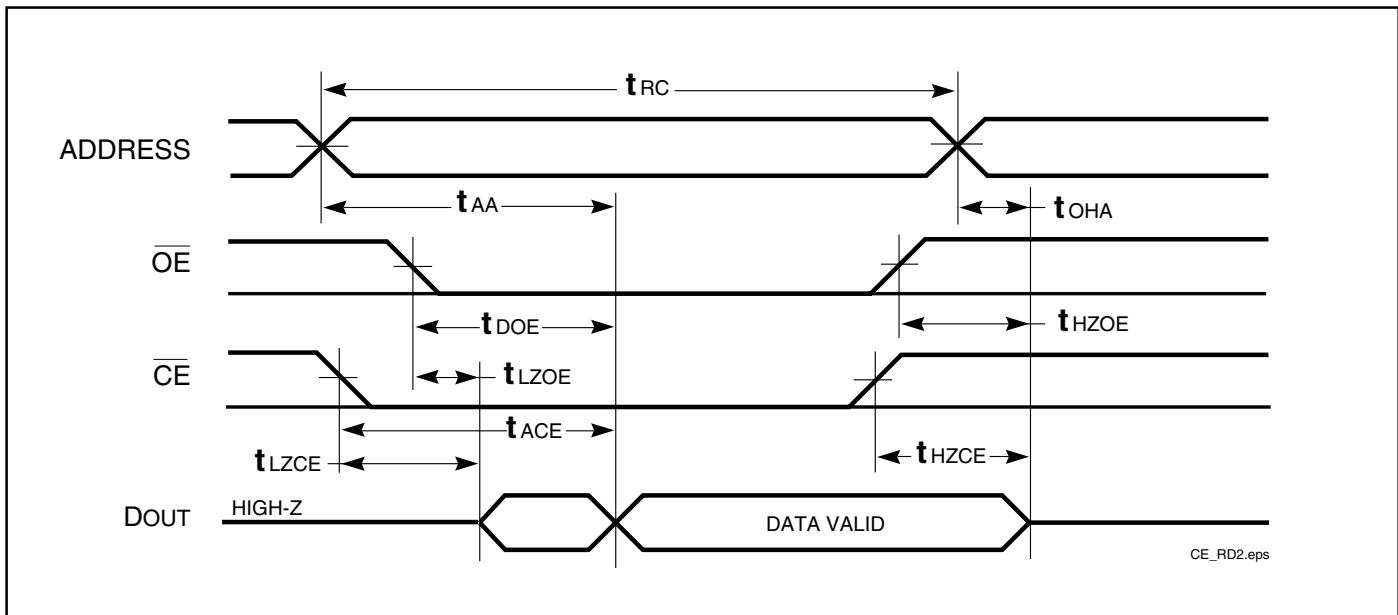 tRC
ADDRESS
tAA
tOHA
OE
tDOE
tHZOE
CE
tLZOE
tACE
tLZCE
tHZCE
DOUT
HIGH-Z
DATA VALID
CE_RD2.eps